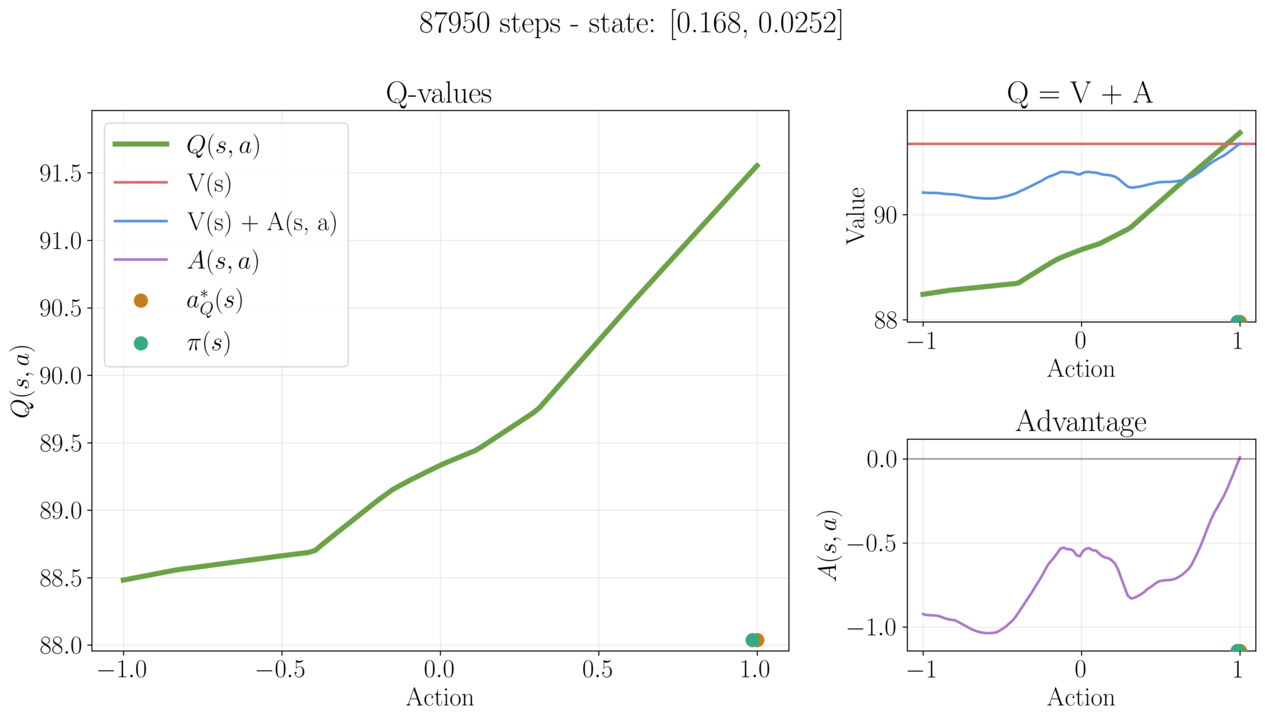 87950 steps - state: [0.168, 0.0252]
Q-values
Q(s, a)
V(s)
V(s) + A(s, a)
A(s, a)
a*Q(s)
π(s)
Q(s, a)
91.5
91.0
90.5
90.0
89.5
89.0
88.5
88.0
−1.0 −0.5 0.0 0.5 1.0
Action
Q = V + A
Value
90
88
−1 0 1
Action
Advantage
A(s, a)
0.0
−0.5
−1.0
−1 0 1
Action